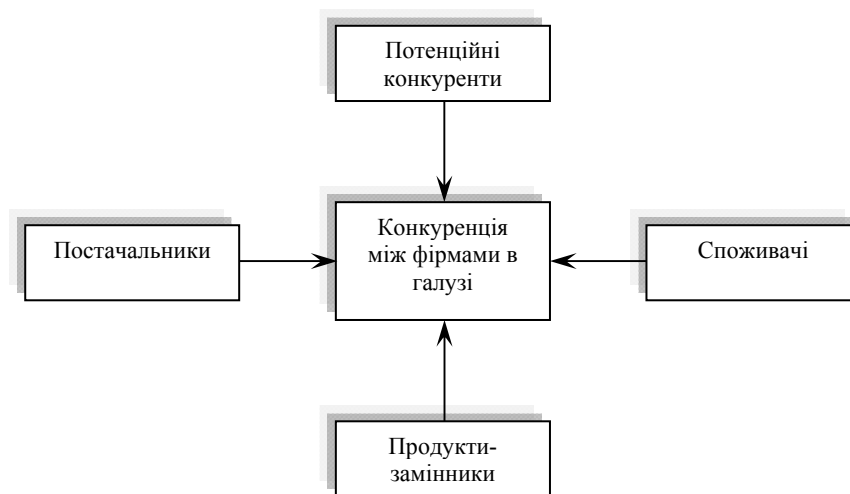 Потенційні
конкуренти
Постачальники
Конкуренція
між фірмами в
галузі
Споживачі
Продукти-
замінники